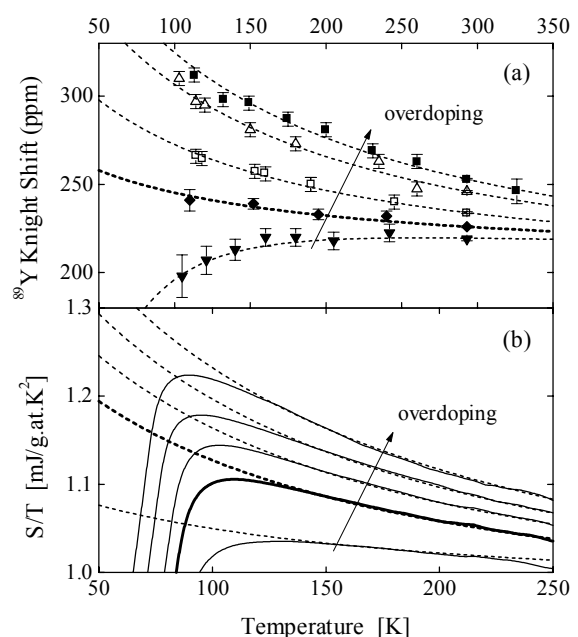 50 100 150 200 250 300 350
(a)
300
overdoping
250
200
⁸⁹Y Knight Shift (ppm)
1.3
(b)
1.2
overdoping
1.1
1.0
S/T [mJ/g.at.K²]
50 100 150 200 250
Temperature [K]